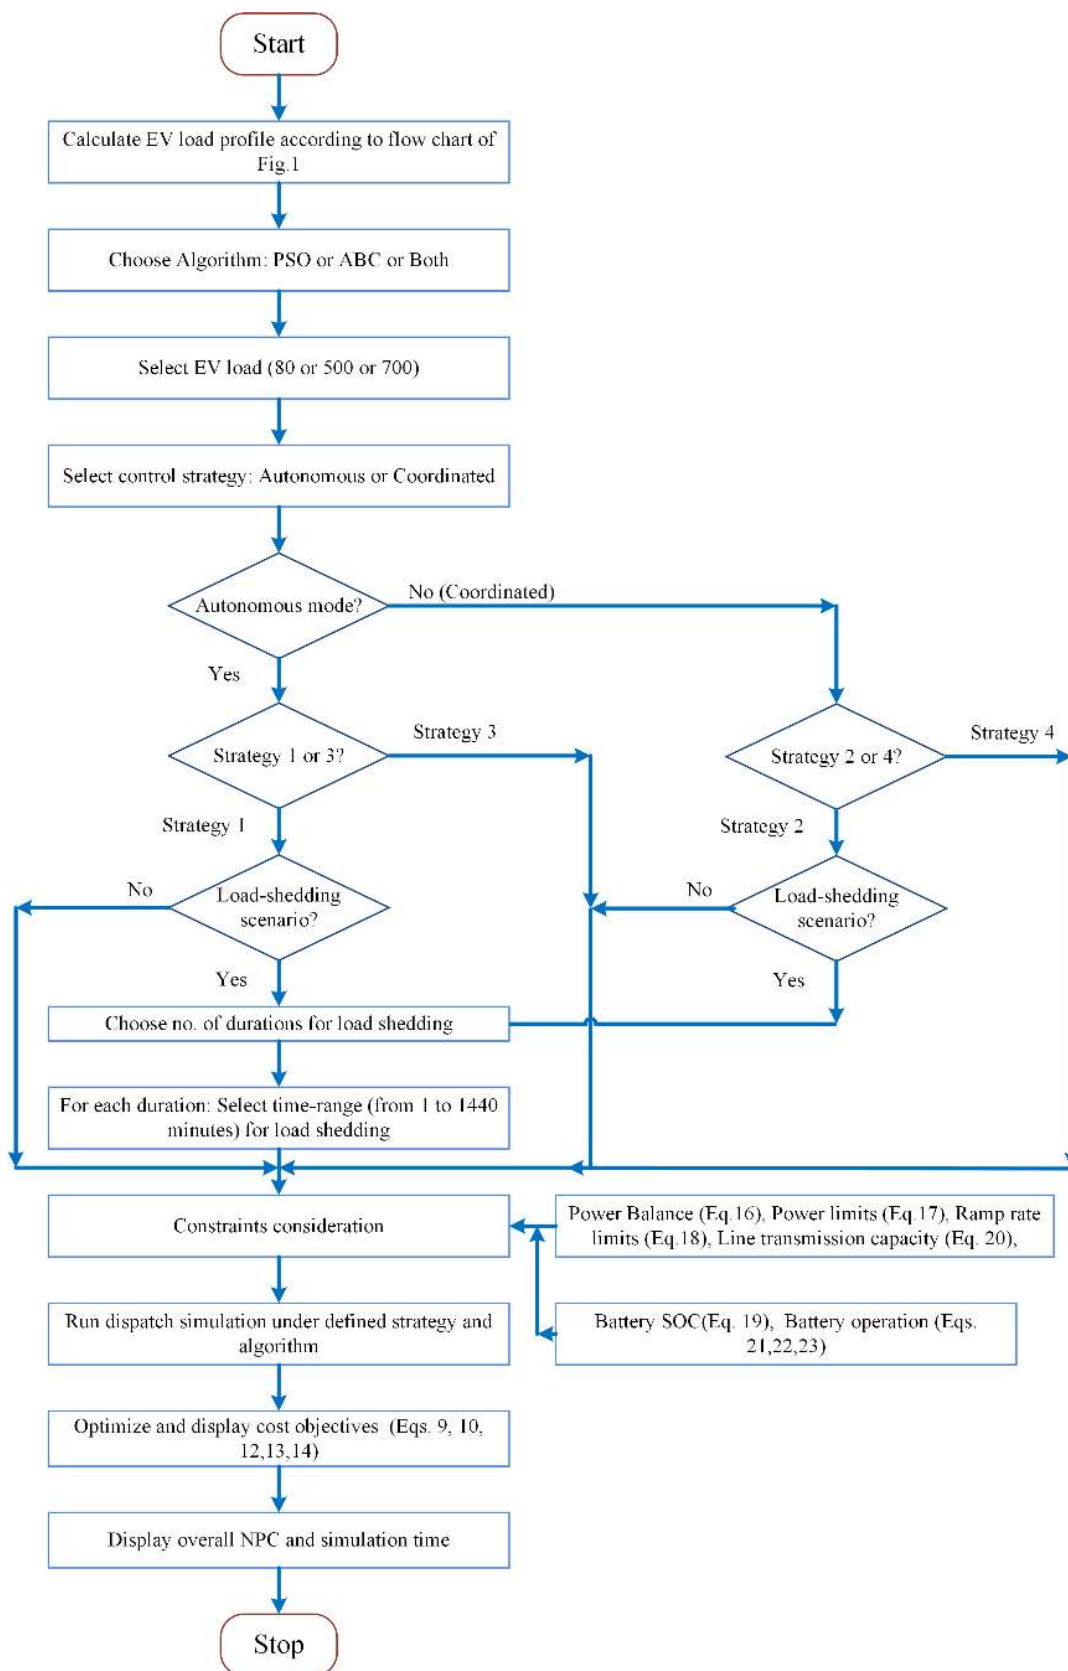 Start
Calculate EV load profile according to flow chart of
Fig.1
Choose Algorithm: PSO or ABC or Both
Select EV load (80 or 500 or 700)
Select control strategy: Autonomous or Coordinated
Autonomous mode?
No (Coordinated)
Yes
Strategy 1 or 3?
Strategy 3
Strategy 2 or 4?
Strategy 4
Strategy 1
Strategy 2
No
Load-shedding
scenario?
No
Load-shedding
scenario?
Yes
Yes
Choose no. of durations for load shedding
For each duration: Select time-range (from 1 to 1440
minutes) for load shedding
Constraints consideration
Power Balance (Eq.16), Power limits (Eq.17), Ramp rate
limits (Eq.18), Line transmission capacity (Eq. 20),
Run dispatch simulation under defined strategy and
algorithm
Battery SOC(Eq. 19), Battery operation (Eqs.
21,22,23)
Optimize and display cost objectives (Eqs. 9, 10,
12,13,14)
Display overall NPC and simulation time
Stop